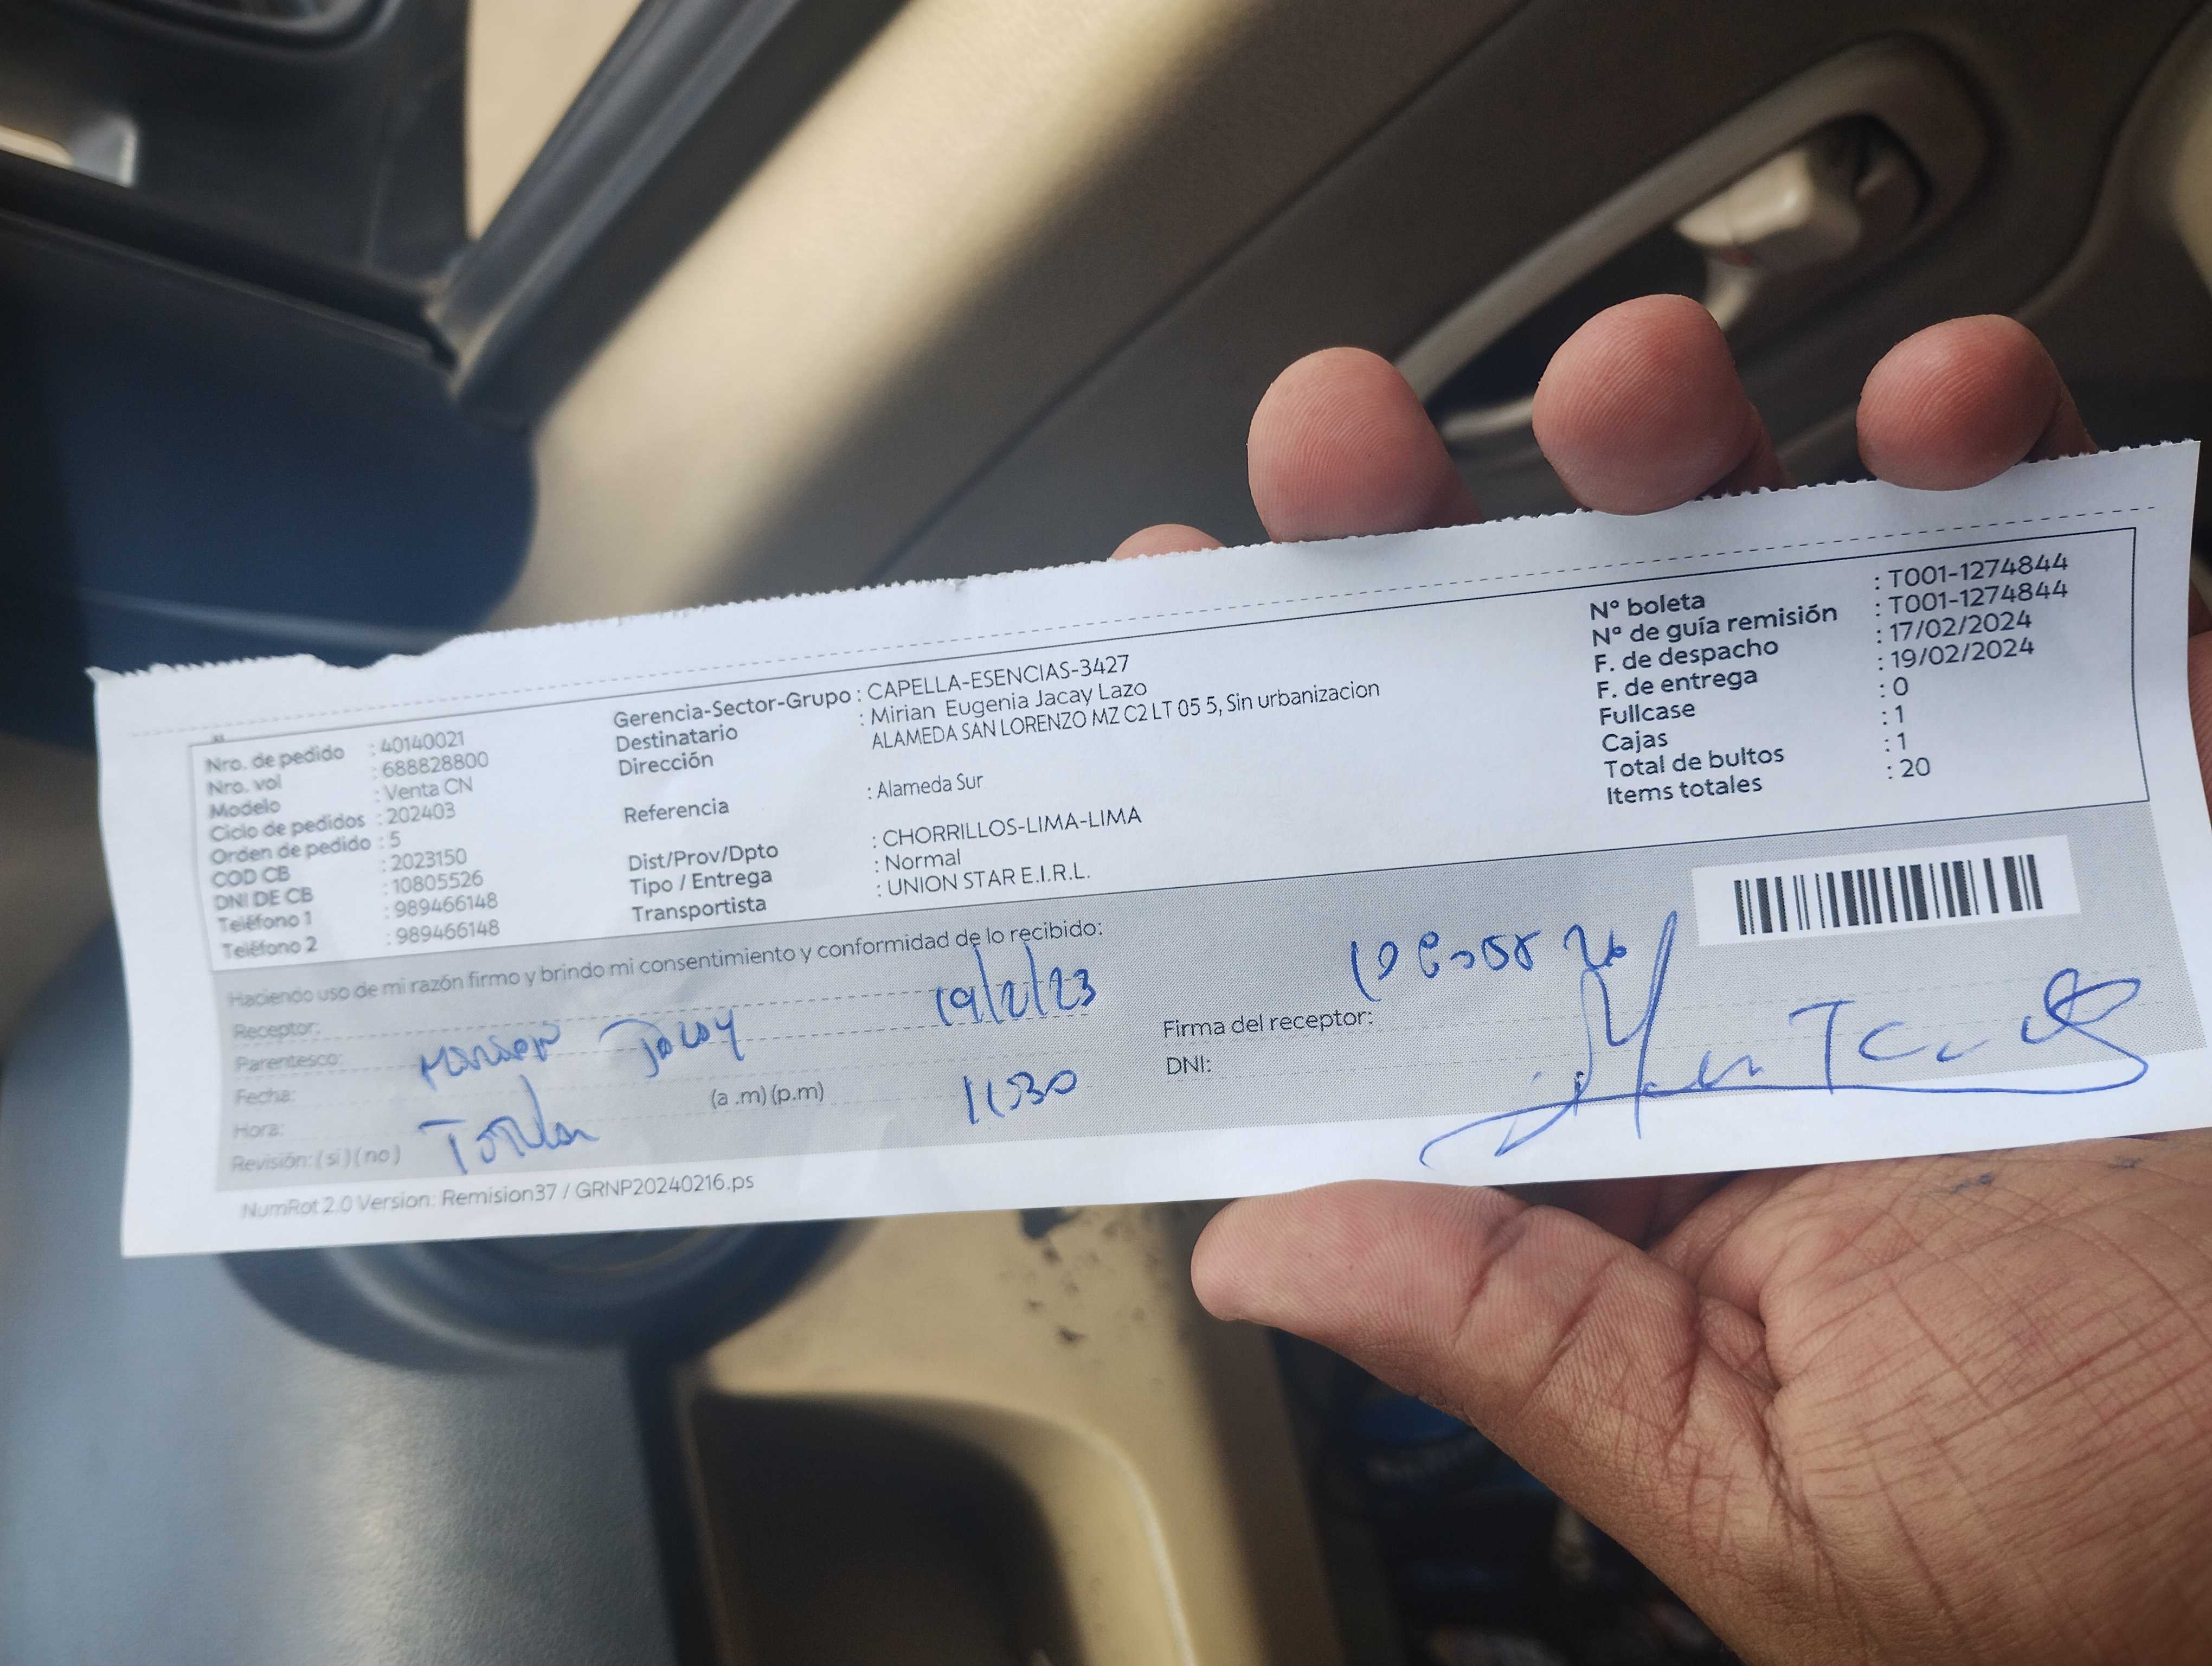 Nro. de pedido : 40140021
Nro. vol : 688828800
Modelo : Venta CN
Ciclo de pedidos : 202403
Orden de pedido : 5
COD CB : 2023150
DNI DE CB : 10805526
Teléfono 1 : 989466148
Teléfono 2 : 989466148
Gerencia-Sector-Grupo : CAPELLA-ESENCIAS-3427
Destinatario : Mirian Eugenia Jacay Lazo
Dirección ALAMEDA SAN LORENZO MZ C2 LT 05 5, Sin urbanizacion
Referencia : Alameda Sur
Dist/Prov/Dpto : CHORRILLOS-LIMA-LIMA
Tipo / Entrega : Normal
Transportista : UNION STAR E.I.R.L.
N° boleta : T001-1274844
N° de guía remisión : T001-1274844
F. de despacho : 17/02/2024
F. de entrega : 19/02/2024
Fullcase : 0
Cajas : 1
Total de bultos : 1
Items totales : 20
Haciendo uso de mi razón firmo y brindo mi consentimiento y conformidad de lo recibido:
Receptor:
Parentesco: Jacay 19/2/23
Fecha:
Hora: (a .m) (p.m) 11:30
Revisión: (si) (no)
Firma del receptor:
DNI:
NumRot 2.0 Version: Remision37 / GRNP20240216.ps